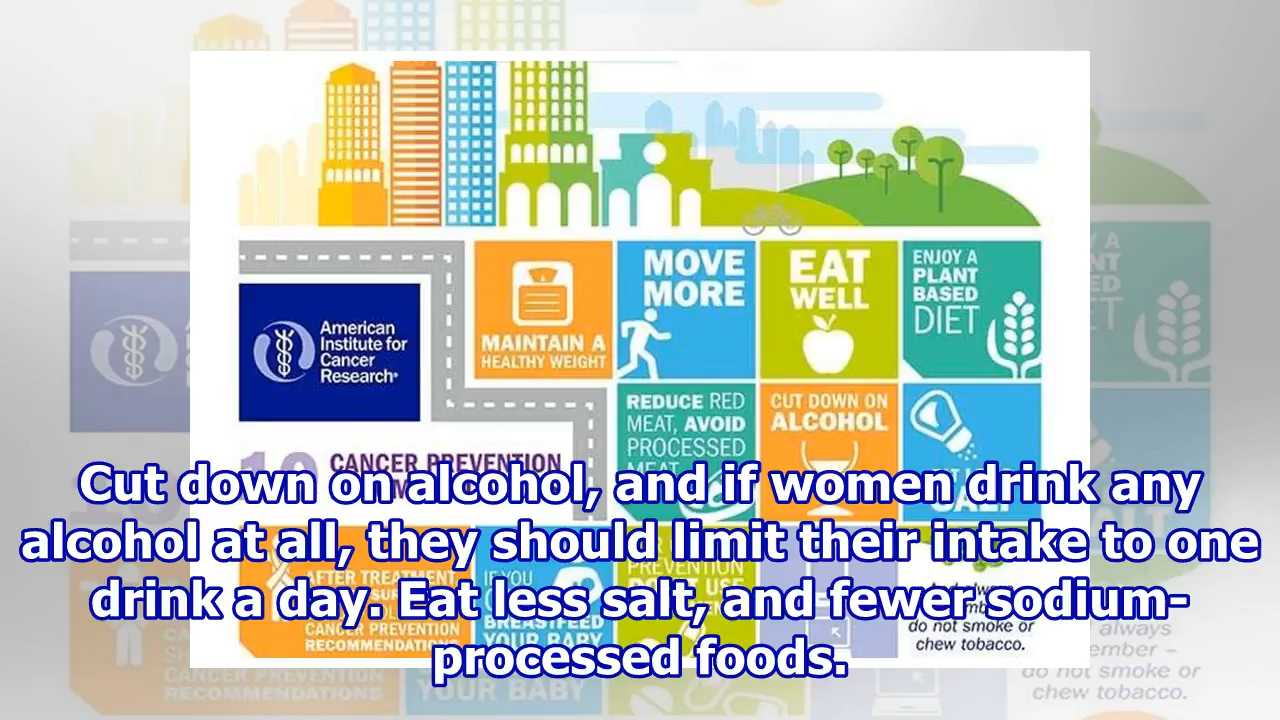 MAINTAIN A
HEALTHY WEIGHT
MOVE
MORE
EAT
WELL
ENJOY A
PLANT
BASED
DIET
American
Institute for
Cancer
Research®
REDUCE RED
MEAT, AVOID
PROCESSED
MEAT
CUT DOWN ON
ALCOHOL
SALT
CANCER PREVENTION
Cut down on alcohol, and if women drink any
alcohol at all, they should limit their intake to one
drink a day. Eat less salt, and fewer sodium-
processed foods.
AFTER TREATMENT
CANCER PREVENTION
RECOMMENDATIONS
IF YOU
BREASTFEED
YOUR BABY
PREVENTION
USE
always
do not smoke or
chew tobacco.
CANCER PREVENTION
RECOMMENDATIONS
YOUR BABY
always
do not smoke or
chew tobacco.